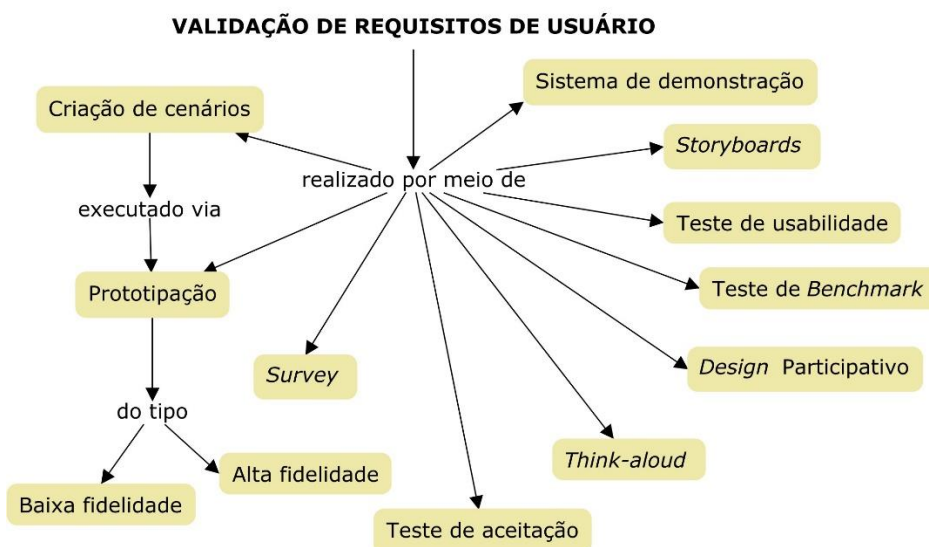 VALIDAÇÃO DE REQUISITOS DE USUÁRIO
Sistema de demonstração
Criação de cenários
Storyboards
realizado por meio de
executado via
Teste de usabilidade
Prototipação
Teste de Benchmark
Survey
Design Participativo
do tipo
Think-aloud
Alta fidelidade
Baixa fidelidade
Teste de aceitação